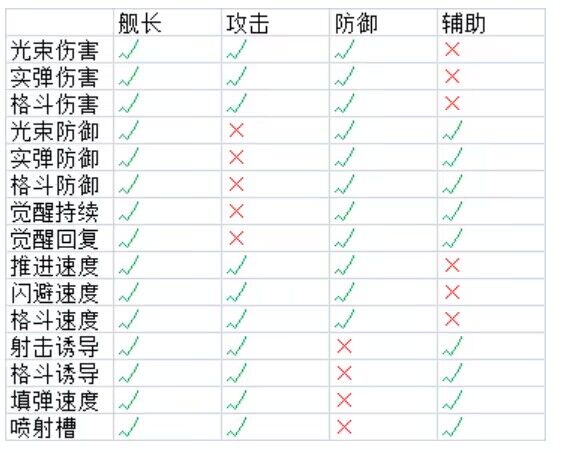 舰长 攻击 防御 辅助
光束伤害 ✓ ✓ ✓ ✕
实弹伤害 ✓ ✓ ✓ ✕
格斗伤害 ✓ ✓ ✓ ✕
光束防御 ✓ ✕ ✓ ✓
实弹防御 ✓ ✕ ✓ ✓
格斗防御 ✓ ✕ ✓ ✓
觉醒持续 ✓ ✕ ✓ ✓
觉醒回复 ✓ ✕ ✓ ✓
推进速度 ✓ ✓ ✓ ✕
闪避速度 ✓ ✓ ✓ ✕
格斗速度 ✓ ✓ ✓ ✕
射击诱导 ✓ ✓ ✕ ✓
格斗诱导 ✓ ✓ ✕ ✓
填弹速度 ✓ ✓ ✕ ✓
喷射槽 ✓ ✓ ✕ ✓